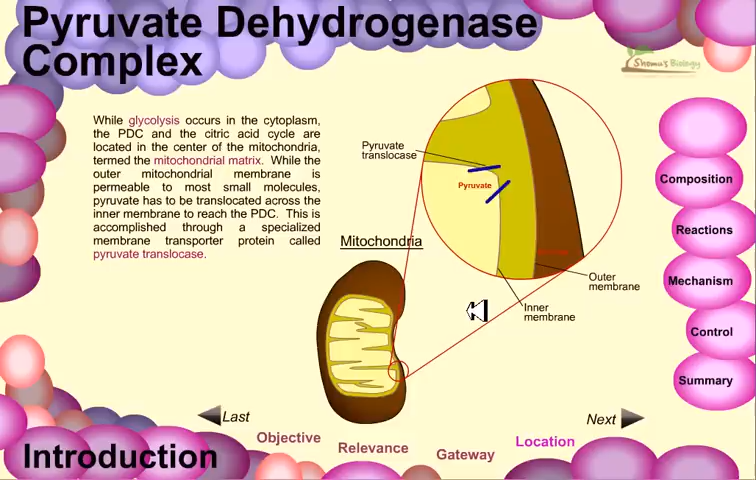 Pyruvate Dehydrogenase
Complex
Shomu's Biology
While glycolysis occurs in the cytoplasm,
the PDC and the citric acid cycle are
located in the center of the mitochondria,
termed the mitochondrial matrix. While the
outer mitochondrial membrane is
permeable to most small molecules,
pyruvate has to be translocated across the
inner membrane to reach the PDC. This is
accomplished through a specialized
membrane transporter protein called
pyruvate translocase.
Pyruvate
translocase
Pyruvate
Mitochondria
Outer
membrane
Inner
membrane
Composition
Reactions
Mechanism
Control
Summary
Last
Next
Objective
Relevance
Gateway
Location
Introduction